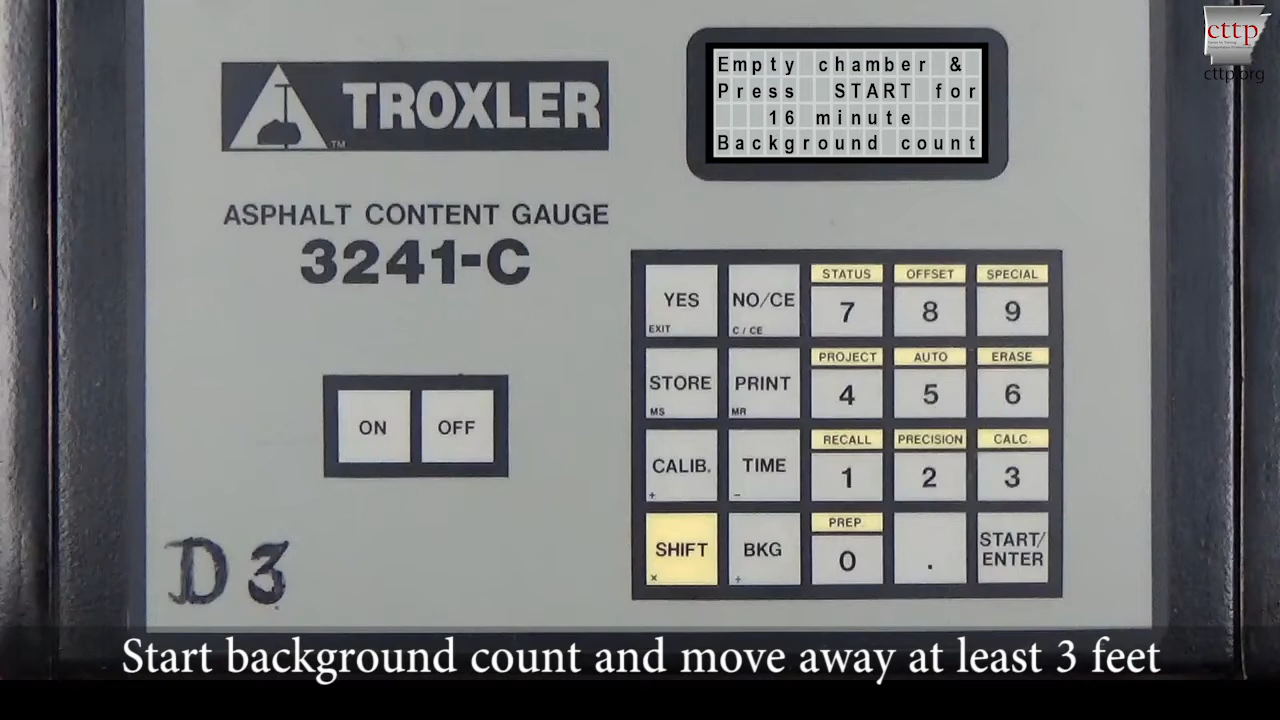 cttp
cttp.org
Empty chamber &
Press START for
16 minute
Background count
TROXLER
TM
ASPHALT CONTENT GAUGE
3241-C
YES
EXIT
NO/CE
C / CE
STATUS
7
OFFSET
8
SPECIAL
9
STORE
MS
PRINT
MR
PROJECT
4
AUTO
5
ERASE
6
ON
OFF
CALIB.
+
TIME
-
RECALL
1
PRECISION
2
CALC.
3
SHIFT
×
BKG
÷
PREP
0
.
START/
ENTER
D3
Start background count and move away at least 3 feet